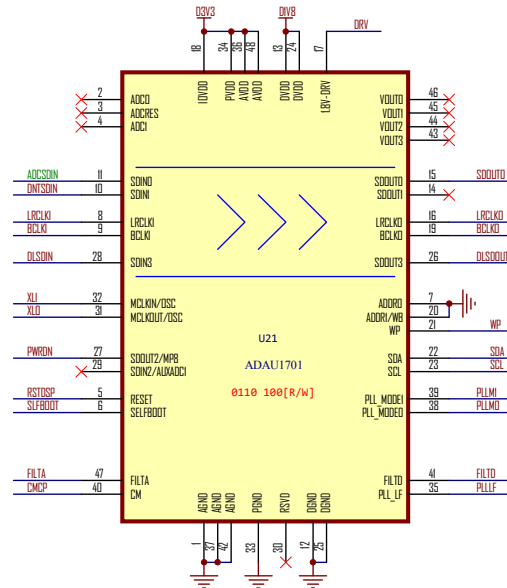 D3V3
D1V8
DRV
18
34
36
48
13
24
17
IOVDD
PVDD
AVDD
AVDD
DVDD
DVDD
1.8V-DRV
2 ADC0
3 ADCRES
4 ADC1
VOUT0 46
VOUT1 45
VOUT2 44
VOUT3 43
ADCSDIN 11 SDIN0
DNTSDIN 10 SDIN1
SDOUT0 15 SDOUT0
SDOUT1 14
LRCLKI 8 LRCLKI
BCLKI 9 BCLKI
LRCLKO 16 LRCLKO
BCLKO 19 BCLKO
DLSDIN 28 SDIN3
SDOUT3 26 DLSDOUT
XLI 32 MCLKIN/OSC
XLO 31 MCLKOUT/OSC
ADDR0 7
ADDR1/WB 20
WP 21 WP
U21
ADAU1701
0110 100[R/W]
PWRDN 27 SDOUT2/MP8
29 SDIN2/AUXADC1
SDA 22 SDA
SCL 23 SCL
RSTDSP 5 RESET
SLFBOOT 6 SELFBOOT
PLL_MODE1 39 PLLM1
PLL_MODE0 38 PLLM0
FILTA 47 FILTA
CMCP 40 CM
FILTD 41 FILTD
PLL_LF 35 PLLLF
AGND
AGND
AGND
PGND
RSVD
DGND
DGND
1
37
42
33
30
12
25